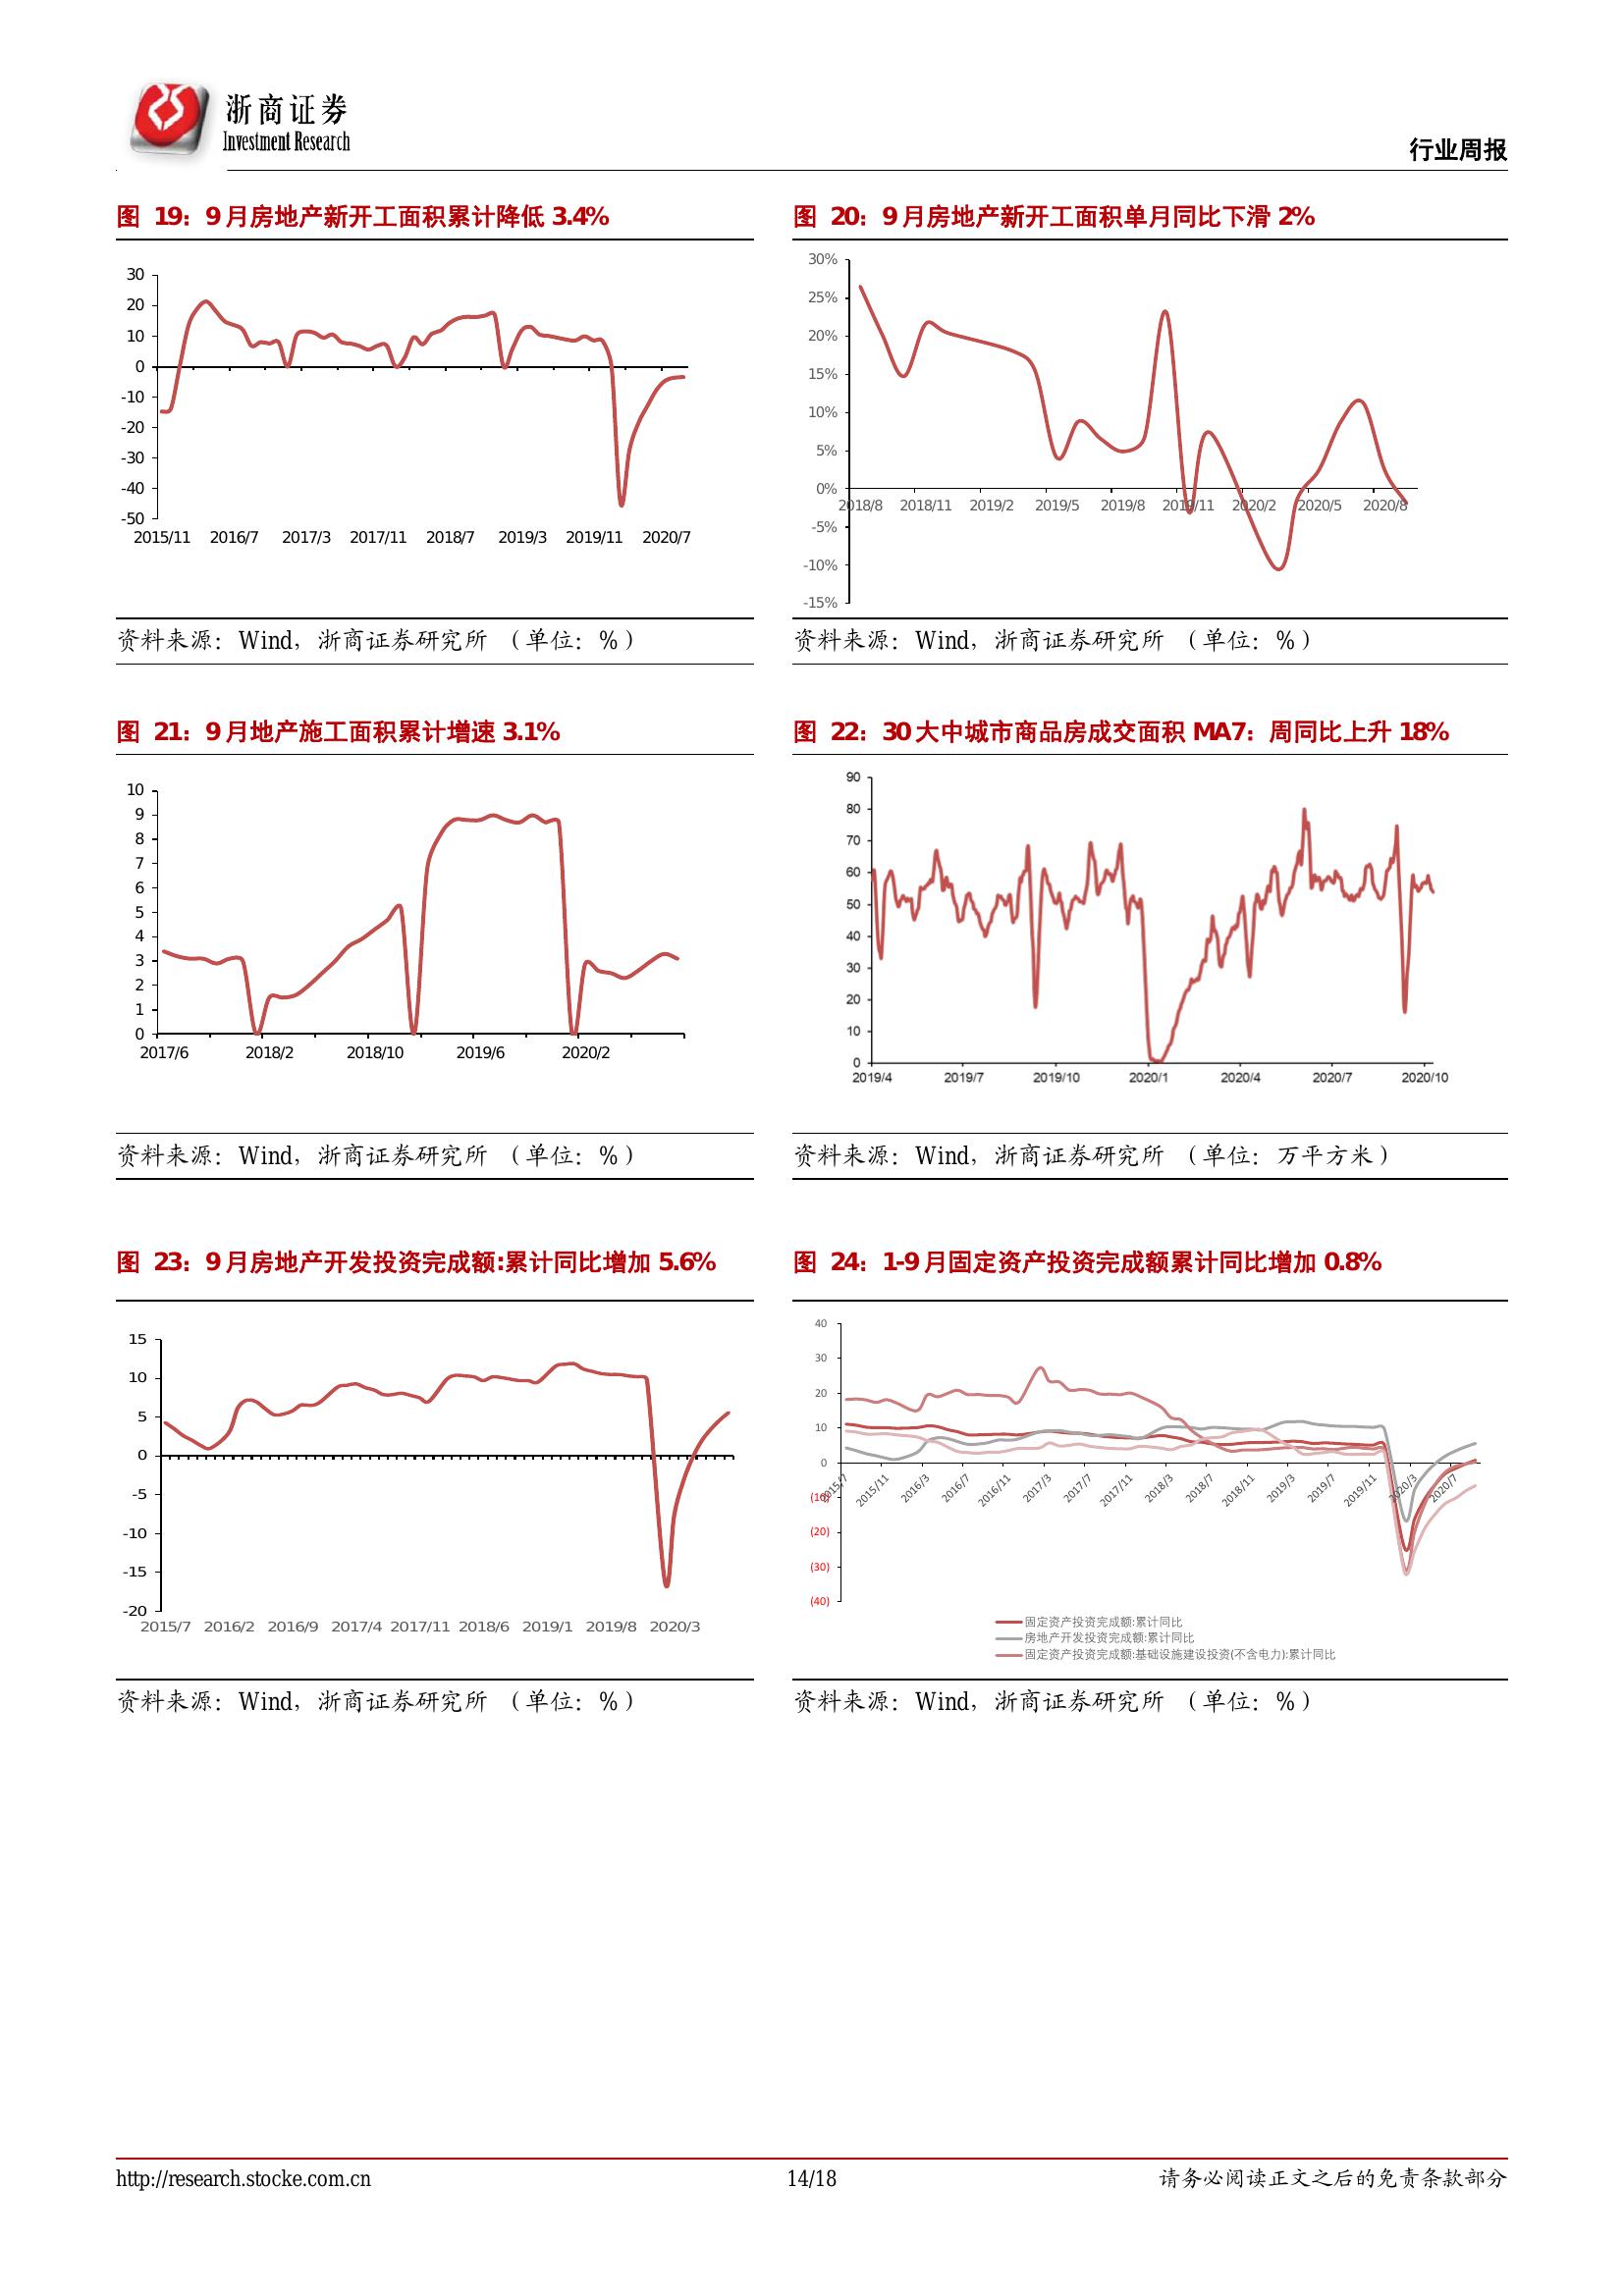 浙商证券
Investment Research
行业周报
图 19：9 月房地产新开工面积累计降低 3.4%
30
20
10
0
-10
-20
-30
-40
-50
2015/11 2016/7 2017/3 2017/11 2018/7 2019/3 2019/11 2020/7
资料来源：Wind，浙商证券研究所 （单位：%）
图 20：9 月房地产新开工面积单月同比下滑 2%
30%
25%
20%
15%
10%
5%
0%
2018/8 2018/11 2019/2 2019/5 2019/8 2019/11 2020/2 2020/5 2020/8
-5%
-10%
-15%
资料来源：Wind，浙商证券研究所 （单位：%）
图 21：9 月地产施工面积累计增速 3.1%
10
9
8
7
6
5
4
3
2
1
0
2017/6 2018/2 2018/10 2019/6 2020/2
资料来源：Wind，浙商证券研究所 （单位：%）
图 22：30 大中城市商品房成交面积 MA7：周同比上升 18%
90
80
70
60
50
40
30
20
10
0
2019/4 2019/7 2019/10 2020/1 2020/4 2020/7 2020/10
资料来源：Wind，浙商证券研究所 （单位：万平方米）
图 23：9 月房地产开发投资完成额:累计同比增加 5.6%
15
10
5
0
-5
-10
-15
-20
2015/7 2016/2 2016/9 2017/4 2017/11 2018/6 2019/1 2019/8 2020/3
资料来源：Wind，浙商证券研究所 （单位：%）
图 24：1-9 月固定资产投资完成额累计同比增加 0.8%
40
30
20
10
0
(10)
(20)
(30)
(40)
2015/7 2015/11 2016/3 2016/7 2016/11 2017/3 2017/7 2017/11 2018/3 2018/7 2018/11 2019/3 2019/7 2019/11 2020/3 2020/7
固定资产投资完成额:累计同比
房地产开发投资完成额:累计同比
固定资产投资完成额:基础设施建设投资(不含电力):累计同比
资料来源：Wind，浙商证券研究所 （单位：%）
http://research.stocke.com.cn
14/18
请务必阅读正文之后的免责条款部分